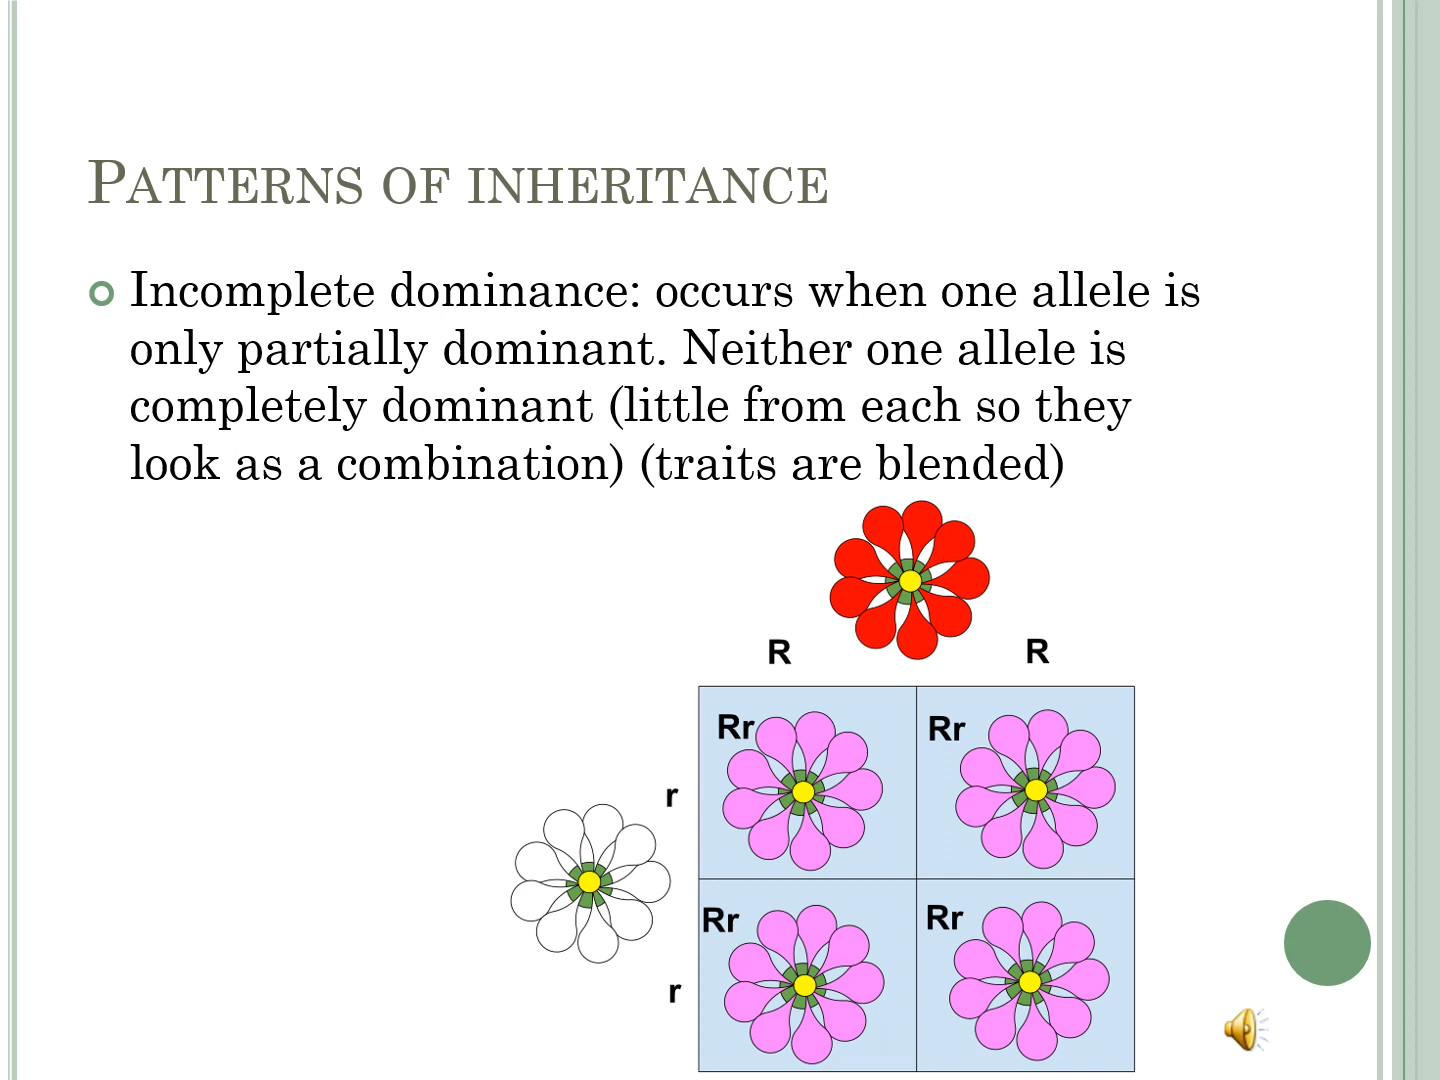 PATTERNS OF INHERITANCE
Incomplete dominance: occurs when one allele is
only partially dominant. Neither one allele is
completely dominant (little from each so they
look as a combination) (traits are blended)
R R
Rr Rr
r
Rr Rr
r